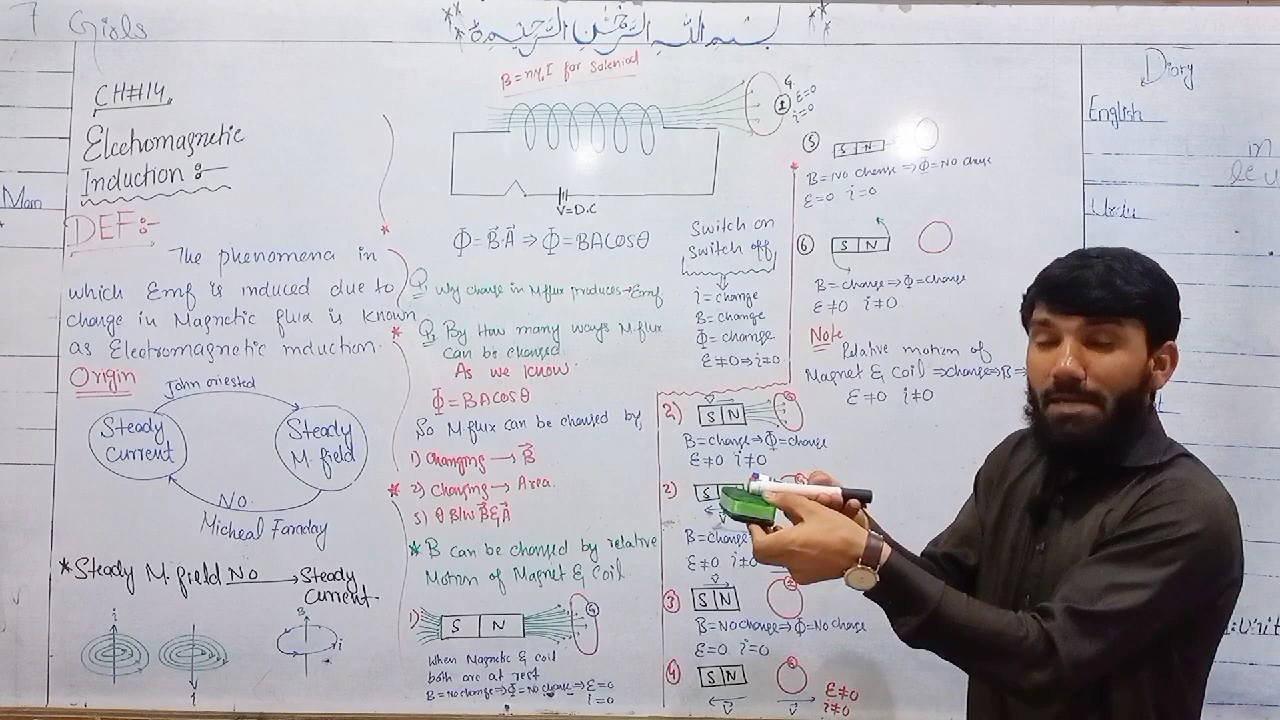 7 Girls
بسم الله الرحمن الرحيم
Mam
CH#14
Electromagnetic
Induction :-
DEF:-
The phenomena in
which Emf is induced due to
change in Magnetic flux is known
as Electromagnetic induction.
Origin
John oriested
Steady
current
Steady
M. field
No.
Micheal Faraday
*Steady M. field No → Steady
current
i
B
i
B = nμ₀I for Solenoid
G
ε=0
i=0
V=D.C
Φ = B⃗.A⃗ ⇒ Φ = BACosθ
Q Wy change in M flux produces → Emf
Q By How many ways M. flux
can be changed.
As we know.
Φ = BACosθ
So M flux can be changed by
1) Changing → B⃗
* 2) Changing → Area.
3) θ B/w B⃗ & A⃗
* B can be changed by relative
Motion of Magnet & Coil.
1) S N G
When Magnetic & coil
both are at rest
B = no change ⇒ Φ = No change ⇒ ε = 0
i = 0
Switch on
Switch off
i = change
B = change
Φ = change
ε≠0 ⇒ i≠0
2) S N
B = change ⇒ Φ = change
ε≠0 i≠0
2) S
B = change
ε≠0 i≠0
3) S N
B = No change ⇒ Φ = No change
ε=0 i=0
4) S N
V V
ε≠0
i≠0
5) S N
B = No change ⇒ Φ = No change
ε=0 i=0
6) S N
B = change ⇒ Φ = change
ε≠0 i≠0
Note
Relative motion of
Magnet & Coil ⇒ change ⇒ B ⇒
ε≠0 i≠0
Diary
English
in
Urdu